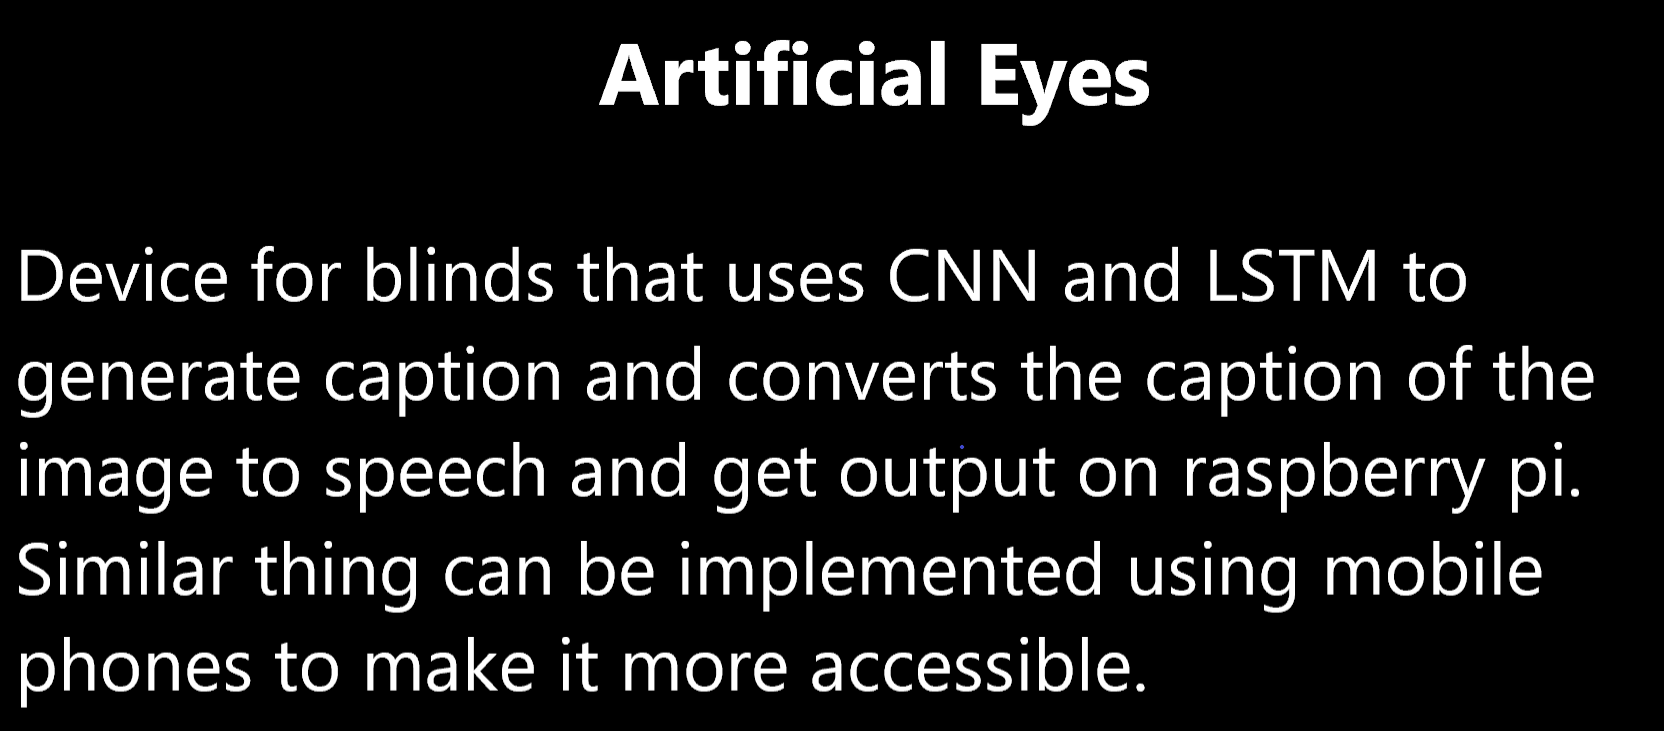 Artificial Eyes
Device for blinds that uses CNN and LSTM to
generate caption and converts the caption of the
image to speech and get output on raspberry pi.
Similar thing can be implemented using mobile
phones to make it more accessible.